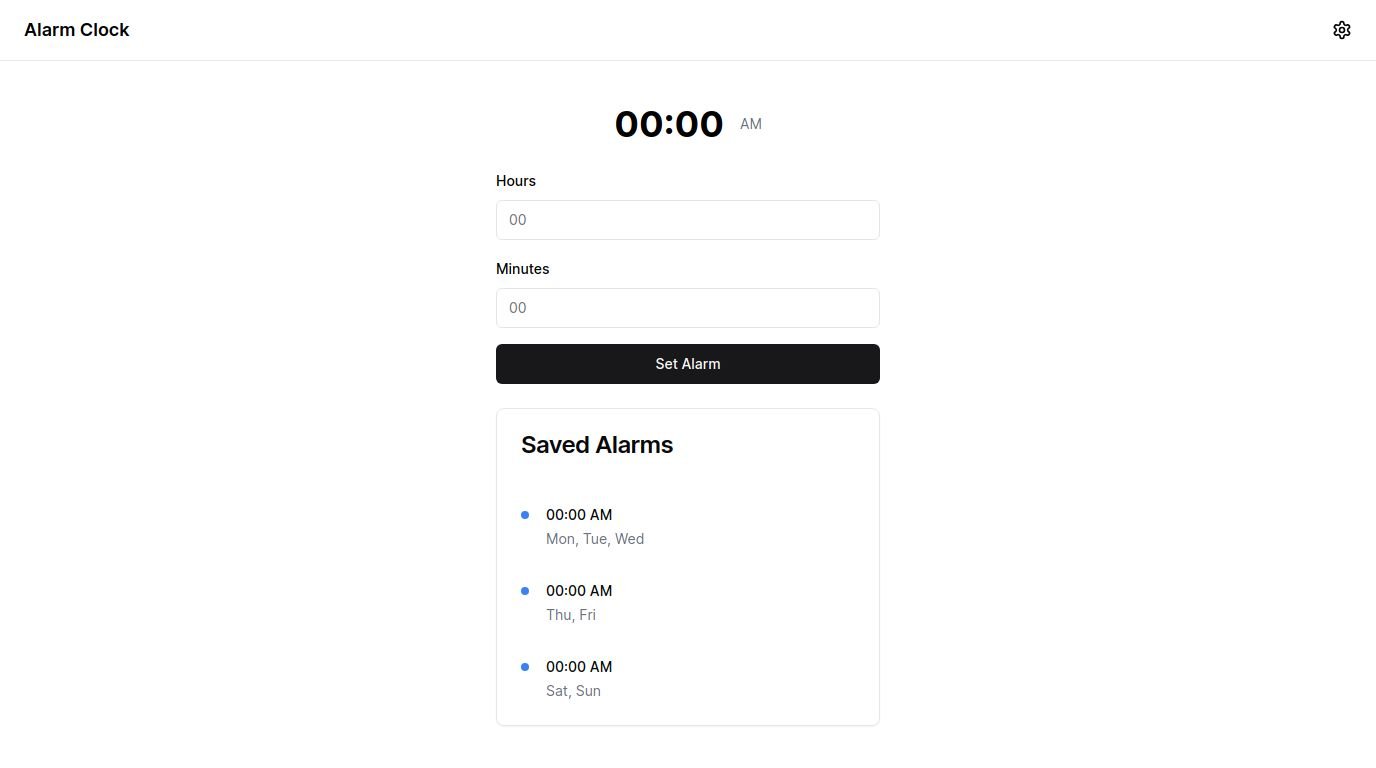 Alarm Clock
00:00 AM
Hours
00
Minutes
00
Set Alarm
Saved Alarms
00:00 AM
Mon, Tue, Wed
00:00 AM
Thu, Fri
00:00 AM
Sat, Sun